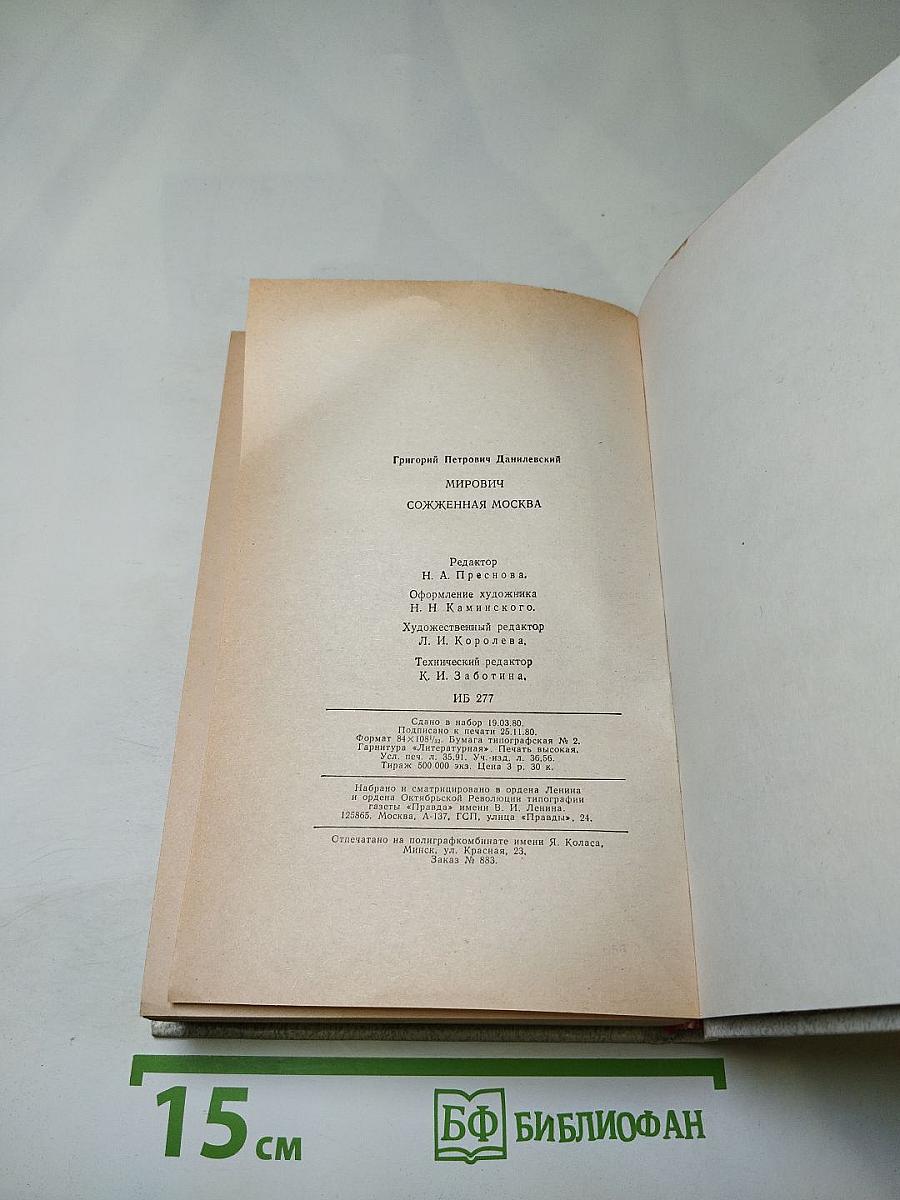 Григорий Петрович Данилевский
МИРОВИЧ
СОЖЖЕННАЯ МОСКВА
Редактор
Н. А. Преснова.
Оформление художника
Н. Н Каминского.
Художественный редактор
Л. И. Королева.
Технический редактор
К. И. Заботина.
ИБ 277
Сдано в набор 19.03.80.
Подписано к печати 25.11.80.
Формат 84×108¹/₃₂. Бумага типографская № 2.
Гарнитура «Литературная». Печать высокая.
Усл. печ. л. 35,91. Уч.-изд. л. 36,56.
Тираж 500 000 экз. Цена 3 р. 30 к.
Набрано и сматрицировано в ордена Ленина
и ордена Октябрьской Революции типографии
газеты «Правда» имени В. И. Ленина.
125865. Москва, А-137, ГСП, улица «Правды», 24.
Отпечатано на полиграфкомбинате имени Я. Коласа,
Минск, ул. Красная, 23.
Заказ № 883.
15 см
БФ БИБЛИОФАН